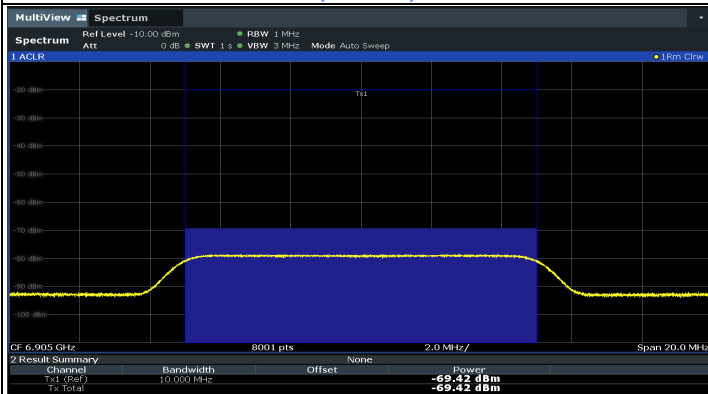 MultiView Spectrum
Spectrum Ref Level -10.00 dBm RBW 1 MHz
Att 0 dB SWT 1 s VBW 3 MHz Mode Auto Sweep
1 ACLR 1Rm Clrw
Tx1
-20 dBm
-30 dBm
-40 dBm
-50 dBm
-60 dBm
-70 dBm
-80 dBm
-90 dBm
-100 dBm
CF 6.905 GHz 8001 pts 2.0 MHz/ Span 20.0 MHz
2 Result Summary None
Channel Bandwidth Offset Power
Tx1 (Ref) 10.000 MHz -69.42 dBm
Tx Total -69.42 dBm